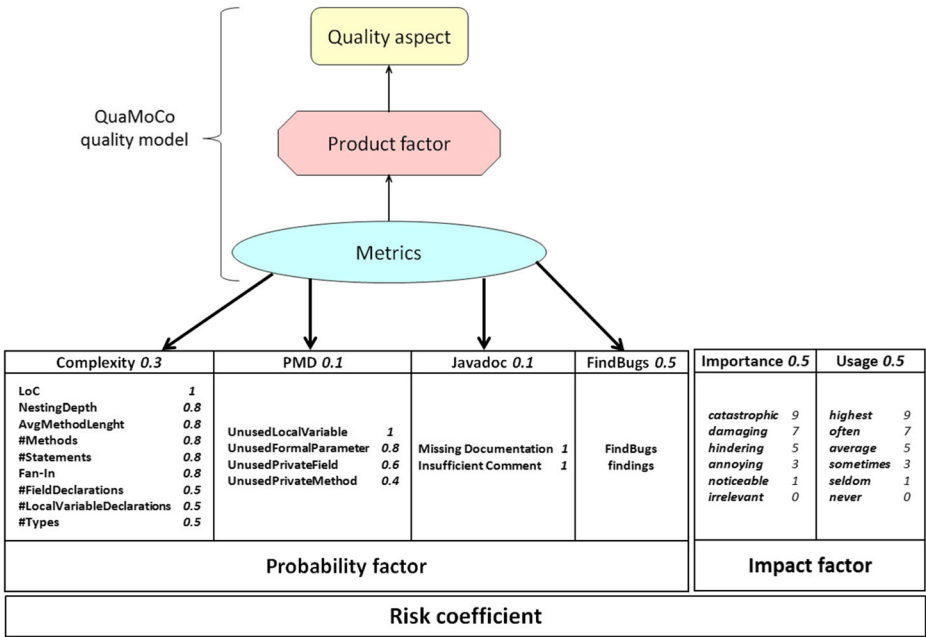 Quality aspect
QuaMoCo
quality model
Product factor
Metrics
Complexity 0.3
LoC 1
NestingDepth 0.8
AvgMethodLenght 0.8
#Methods 0.8
#Statements 0.8
Fan-In 0.8
#FieldDeclarations 0.5
#LocalVariableDeclarations 0.5
#Types 0.5
PMD 0.1
UnusedLocalVariable 1
UnusedFormalParameter 0.8
UnusedPrivateField 0.6
UnusedPrivateMethod 0.4
Javadoc 0.1
Missing Documentation 1
Insufficient Comment 1
FindBugs 0.5
FindBugs
findings
Probability factor
Importance 0.5
catastrophic 9
damaging 7
hindering 5
annoying 3
noticeable 1
irrelevant 0
Usage 0.5
highest 9
often 7
average 5
sometimes 3
seldom 1
never 0
Impact factor
Risk coefficient